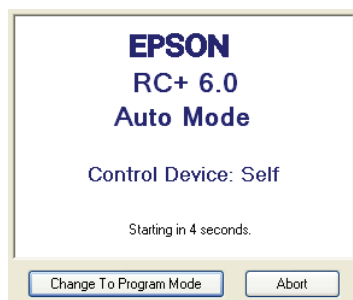 EPSON
RC+ 6.0
Auto Mode
Control Device: Self
Starting in 4 seconds.
Change To Program Mode
Abort